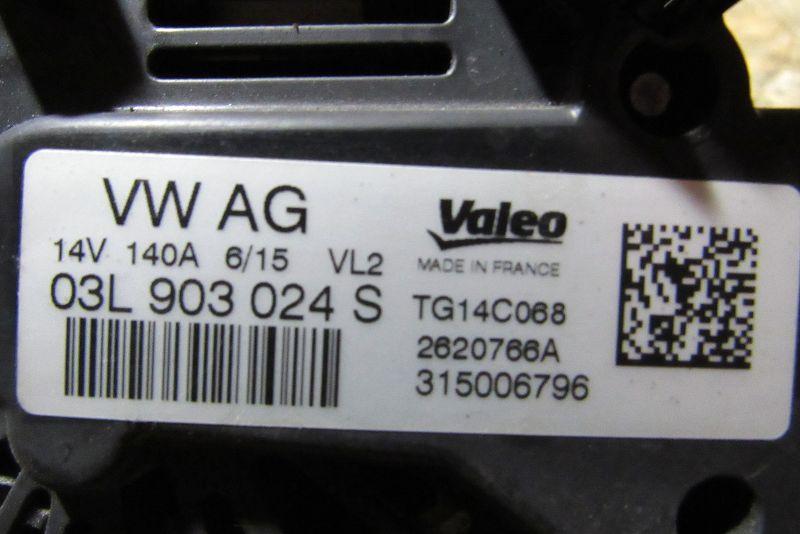 VW AG
14V 140A 6/15 VL2
03L 903 024 S
Valeo
MADE IN FRANCE
TG14C068
2620766A
315006796